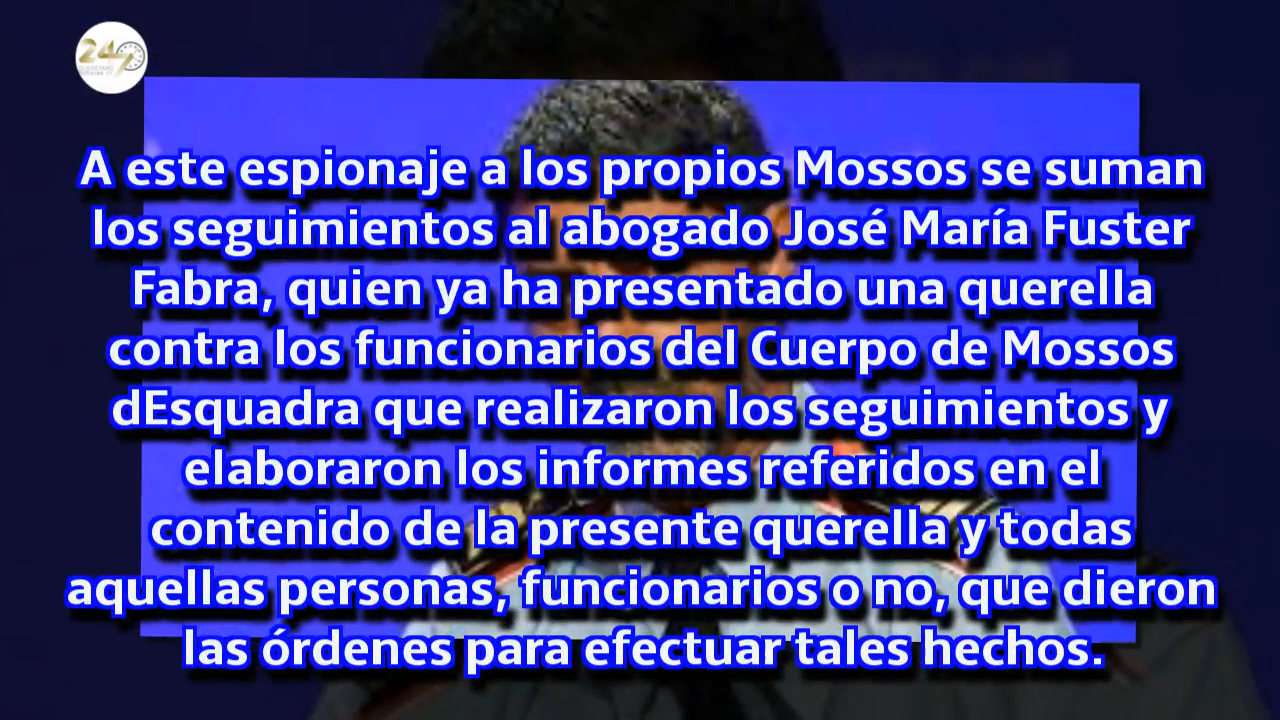 247
A este espionaje a los propios Mossos se suman
los seguimientos al abogado José María Fuster
Fabra, quien ya ha presentado una querella
contra los funcionarios del Cuerpo de Mossos
dEsquadra que realizaron los seguimientos y
elaboraron los informes referidos en el
contenido de la presente querella y todas
aquellas personas, funcionarios o no, que dieron
las órdenes para efectuar tales hechos.